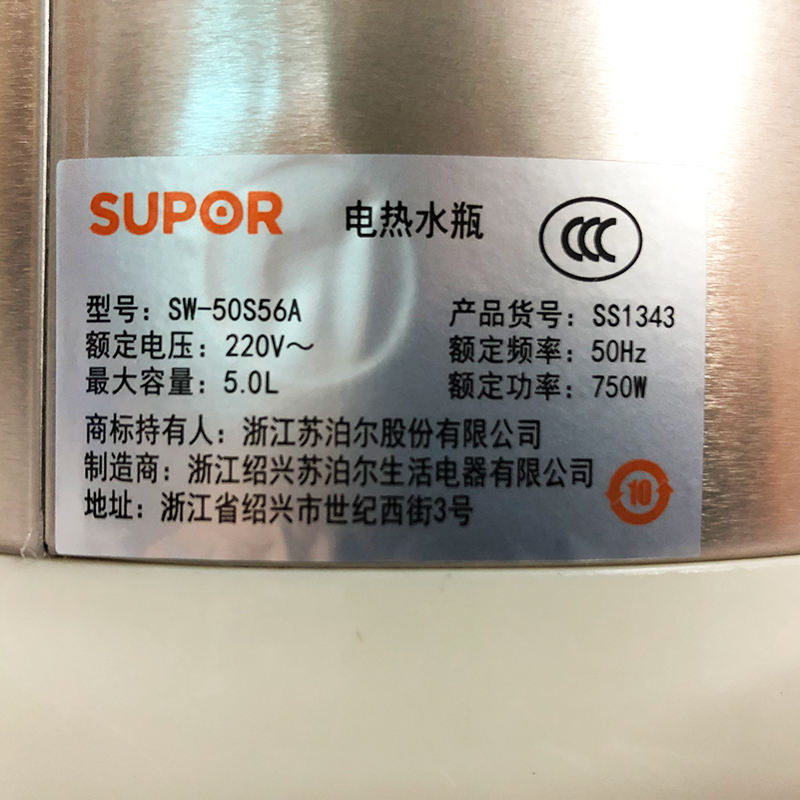 SUPOR 电热水瓶 CCC
型号：SW-50S56A 产品货号：SS1343
额定电压：220V～ 额定频率：50Hz
最大容量：5.0L 额定功率：750W
商标持有人：浙江苏泊尔股份有限公司
制造商：浙江绍兴苏泊尔生活电器有限公司
10
地址：浙江省绍兴市世纪西街3号